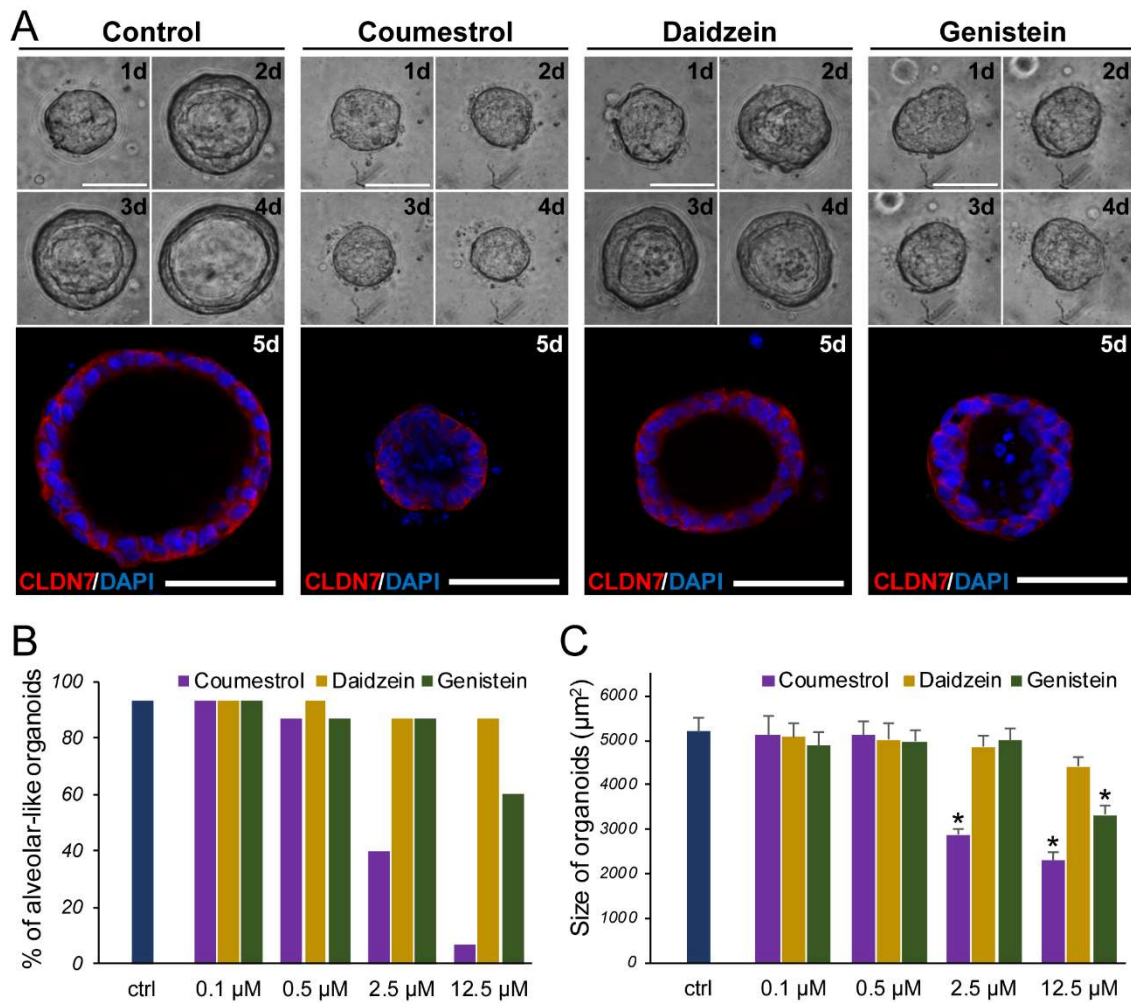 A
Control Coumestrol Daidzein Genistein
1d 2d 1d 2d 1d 2d 1d 2d
3d 4d 3d 4d 3d 4d 3d 4d
5d 5d 5d 5d
CLDN7/DAPI CLDN7/DAPI CLDN7/DAPI CLDN7/DAPI
B
% of alveolar-like organoids
100
80
60
40
20
0
Coumestrol Daidzein Genistein
ctrl 0.1 µM 0.5 µM 2.5 µM 12.5 µM
C
Size of organoids (µm²)
6000
5000
4000
3000
2000
1000
0
Coumestrol Daidzein Genistein
* * *
ctrl 0.1 µM 0.5 µM 2.5 µM 12.5 µM